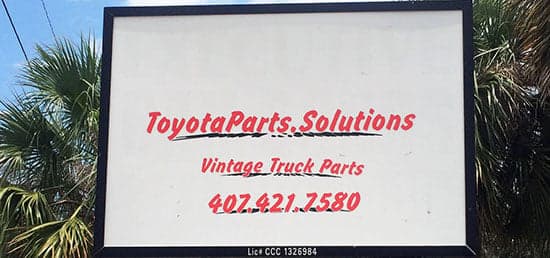 ToyotaParts.Solutions
Vintage Truck Parts
407.421.7580
Lic# CCC 1326984